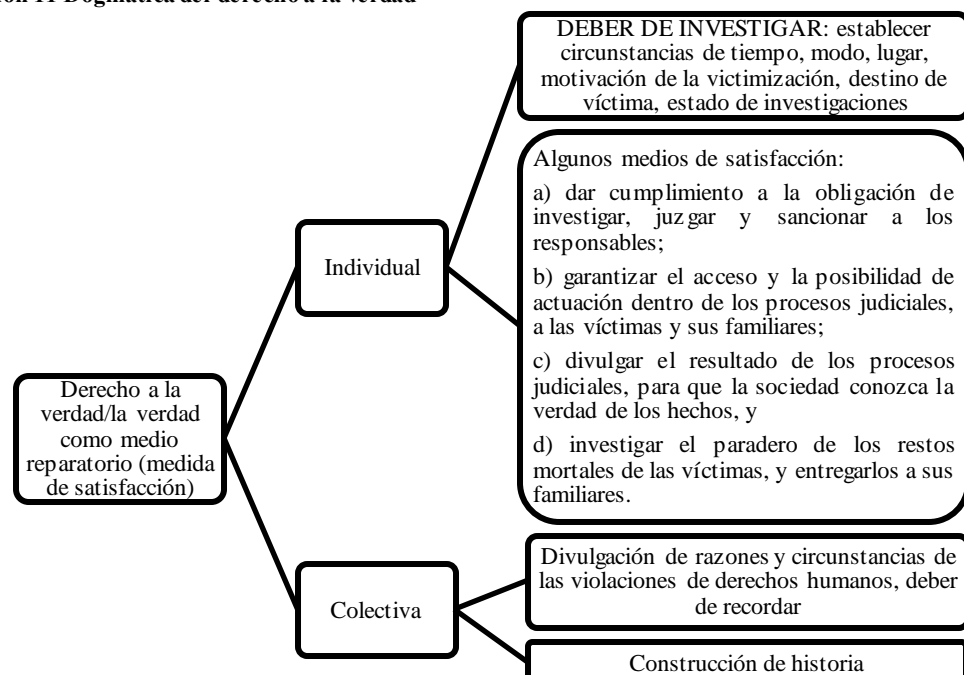 Dogmática del derecho a la verdad
DEBER DE INVESTIGAR: establecer
circunstancias de tiempo, modo, lugar,
motivación de la victimización, destino de
víctima, estado de investigaciones
Algunos medios de satisfacción:
a) dar cumplimiento a la obligación de
investigar, juzgar y sancionar a los
responsables;
b) garantizar el acceso y la posibilidad de
actuación dentro de los procesos judiciales,
a las víctimas y sus familiares;
c) divulgar el resultado de los procesos
judiciales, para que la sociedad conozca la
verdad de los hechos, y
d) investigar el paradero de los restos
mortales de las víctimas, y entregarlos a sus
familiares.
Individual
Derecho a la
verdad/la verdad
como medio
reparatorio (medida
de satisfacción)
Colectiva
Divulgación de razones y circunstancias de
las violaciones de derechos humanos, deber
de recordar
Construcción de historia